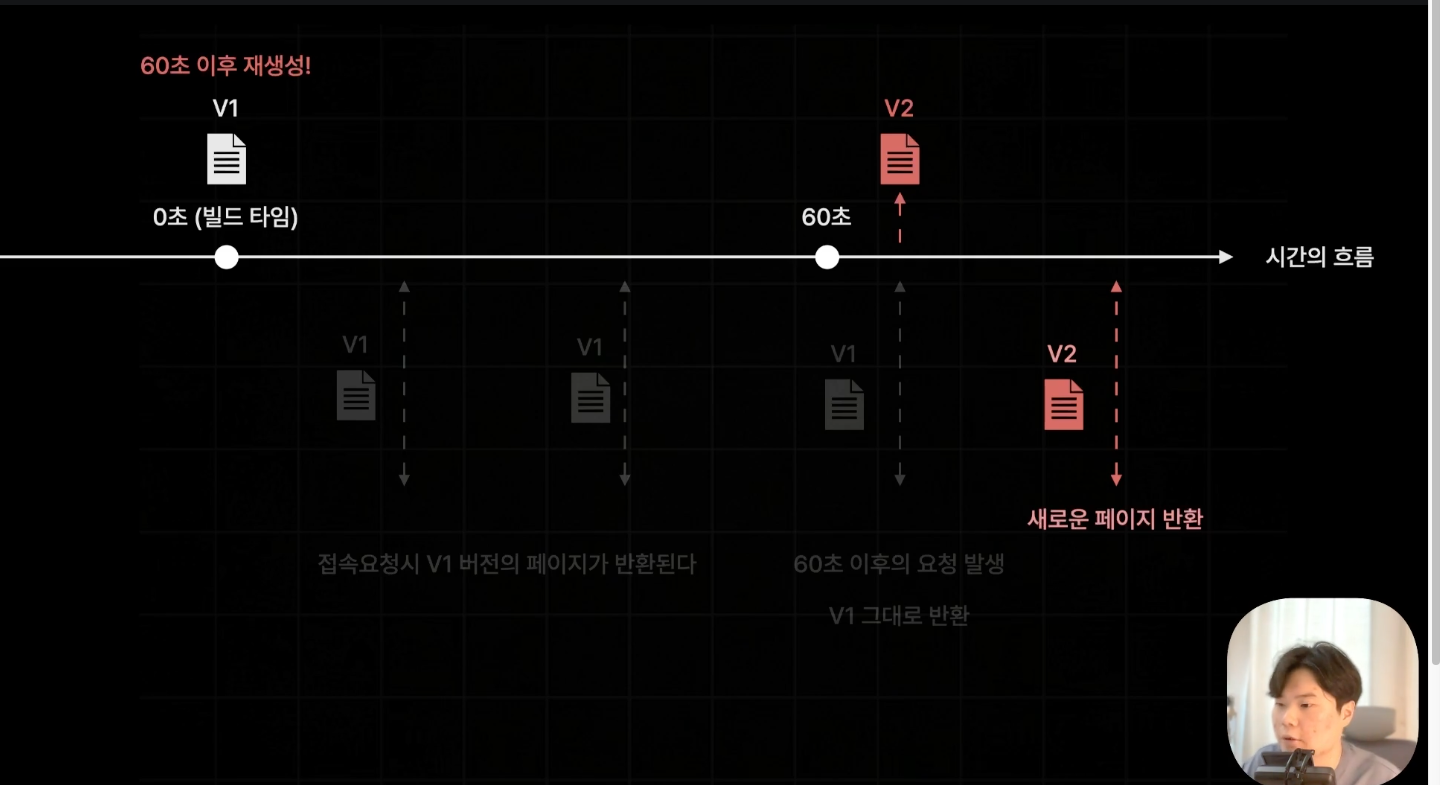 60초 이후 재생성!
V1
V2
0초 (빌드 타임)
60초
시간의 흐름
V1
V1
V1
V2
새로운 페이지 반환
접속요청시 V1 버전의 페이지가 반환된다
60초 이후의 요청 발생
V1 그대로 반환